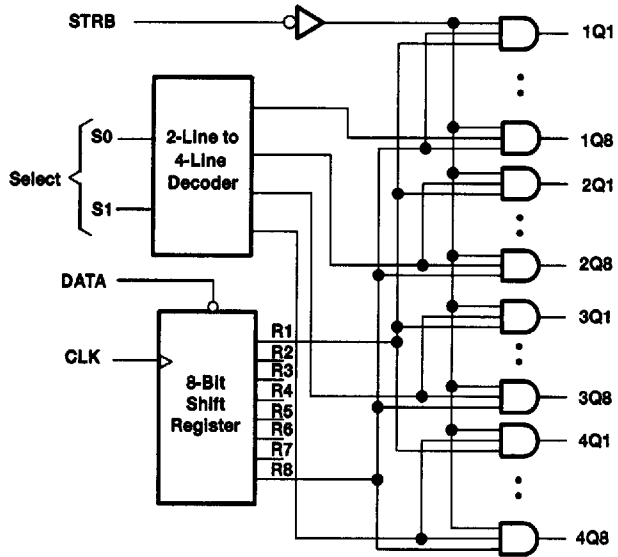 STRB
1Q1
S0
2-Line to
4-Line
Decoder
1Q8
Select
2Q1
S1
2Q8
DATA
3Q1
CLK
8-Bit
Shift
Register
R1
R2
R3
R4
R5
R6
R7
R8
3Q8
4Q1
4Q8